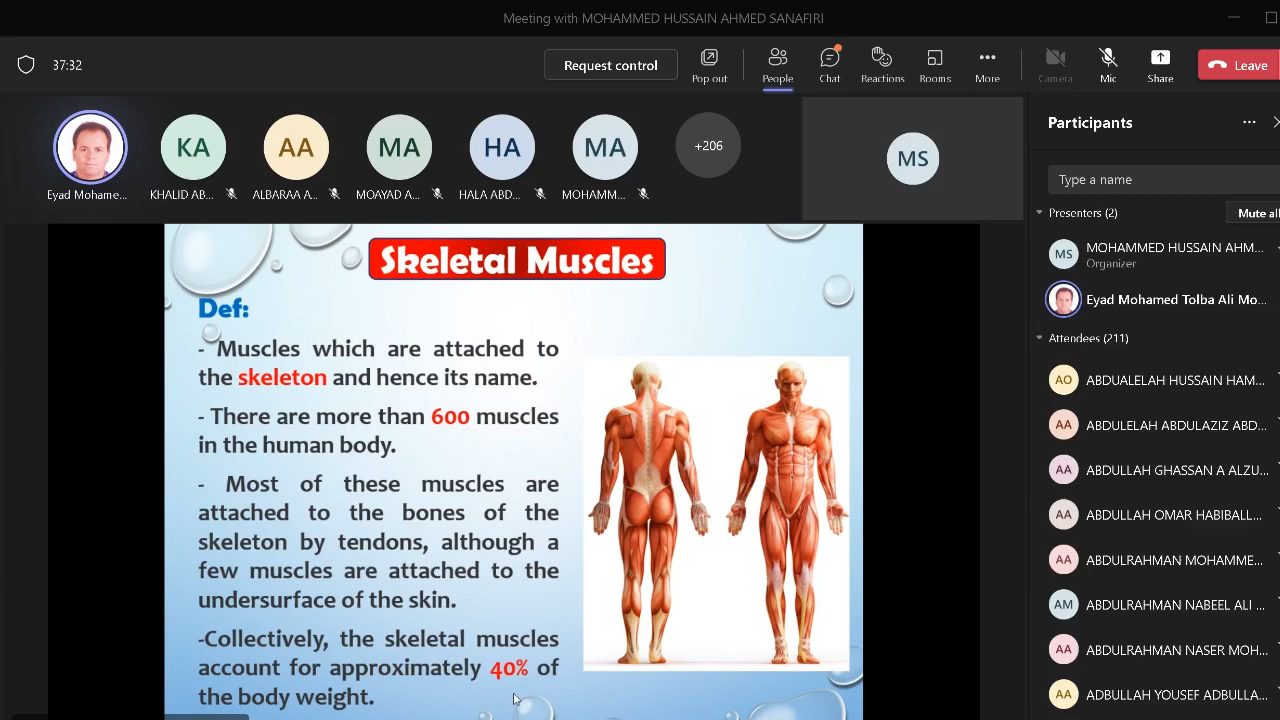 Meeting with MOHAMMED HUSSAIN AHMED SANAFIRI
37:32
Request control
Pop out
People
Chat
Reactions
Rooms
More
Camera
Mic
Share
Leave
Eyad Mohame...
KA
KHALID AB...
AA
ALBARAA A...
MA
MOAYAD A...
HA
HALA ABD...
MA
MOHAMM...
+206
MS
Skeletal Muscles
Def:
- Muscles which are attached to
the skeleton and hence its name.
- There are more than 600 muscles
in the human body.
- Most of these muscles are
attached to the bones of the
skeleton by tendons, although a
few muscles are attached to the
undersurface of the skin.
-Collectively, the skeletal muscles
account for approximately 40% of
the body weight.
Participants
Type a name
Presenters (2)
Mute all
MS
MOHAMMED HUSSAIN AHM...
Organizer
Eyad Mohamed Tolba Ali Mo...
Attendees (211)
AO
ABDUALELAH HUSSAIN HAM...
AA
ABDULELAH ABDULAZIZ ABD...
AA
ABDULLAH GHASSAN A ALZU...
AA
ABDULLAH OMAR HABIBALL...
AA
ABDULRAHMAN MOHAMME...
AM
ABDULRAHMAN NABEEL ALI ...
AA
ABDULRAHMAN NASER MOH...
AA
ADBULLAH YOUSEF ADBULLA...